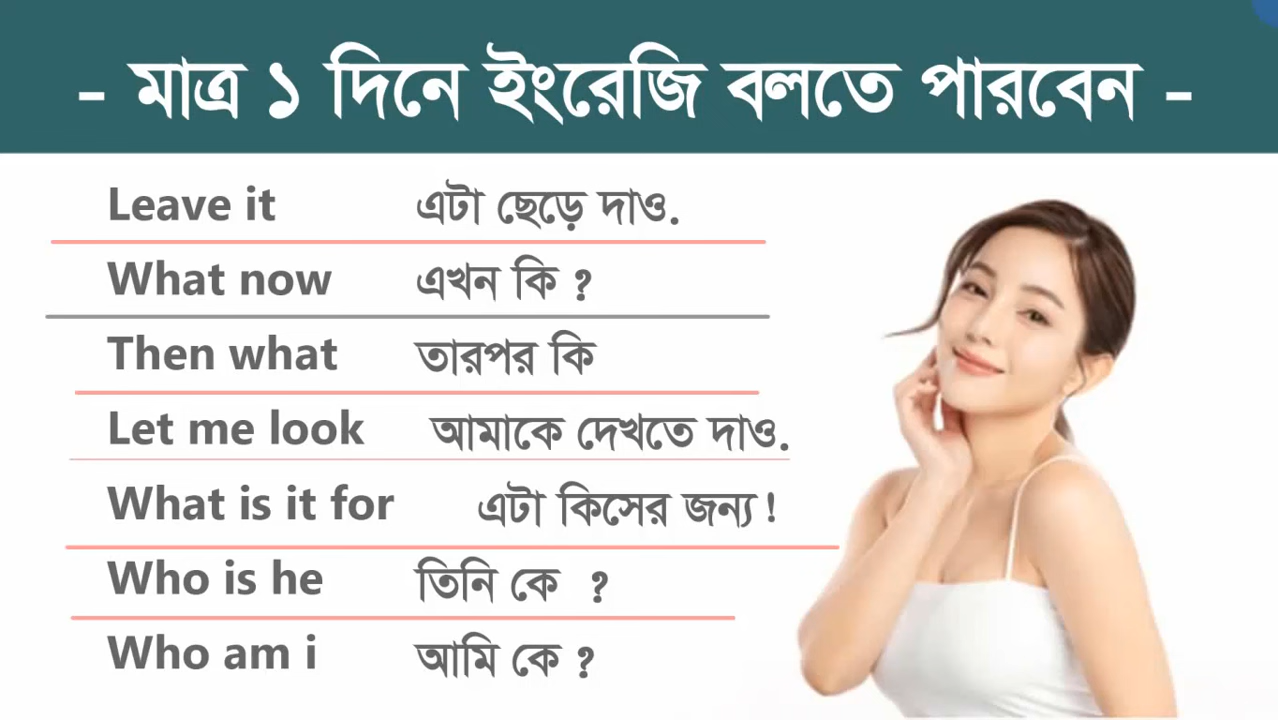 - মাত্র ১ দিনে ইংরেজি বলতে পারবেন -
Leave it এটা ছেড়ে দাও.
What now এখন কি ?
Then what তারপর কি
Let me look আমাকে দেখতে দাও.
What is it for এটা কিসের জন্য!
Who is he তিনি কে ?
Who am i আমি কে ?